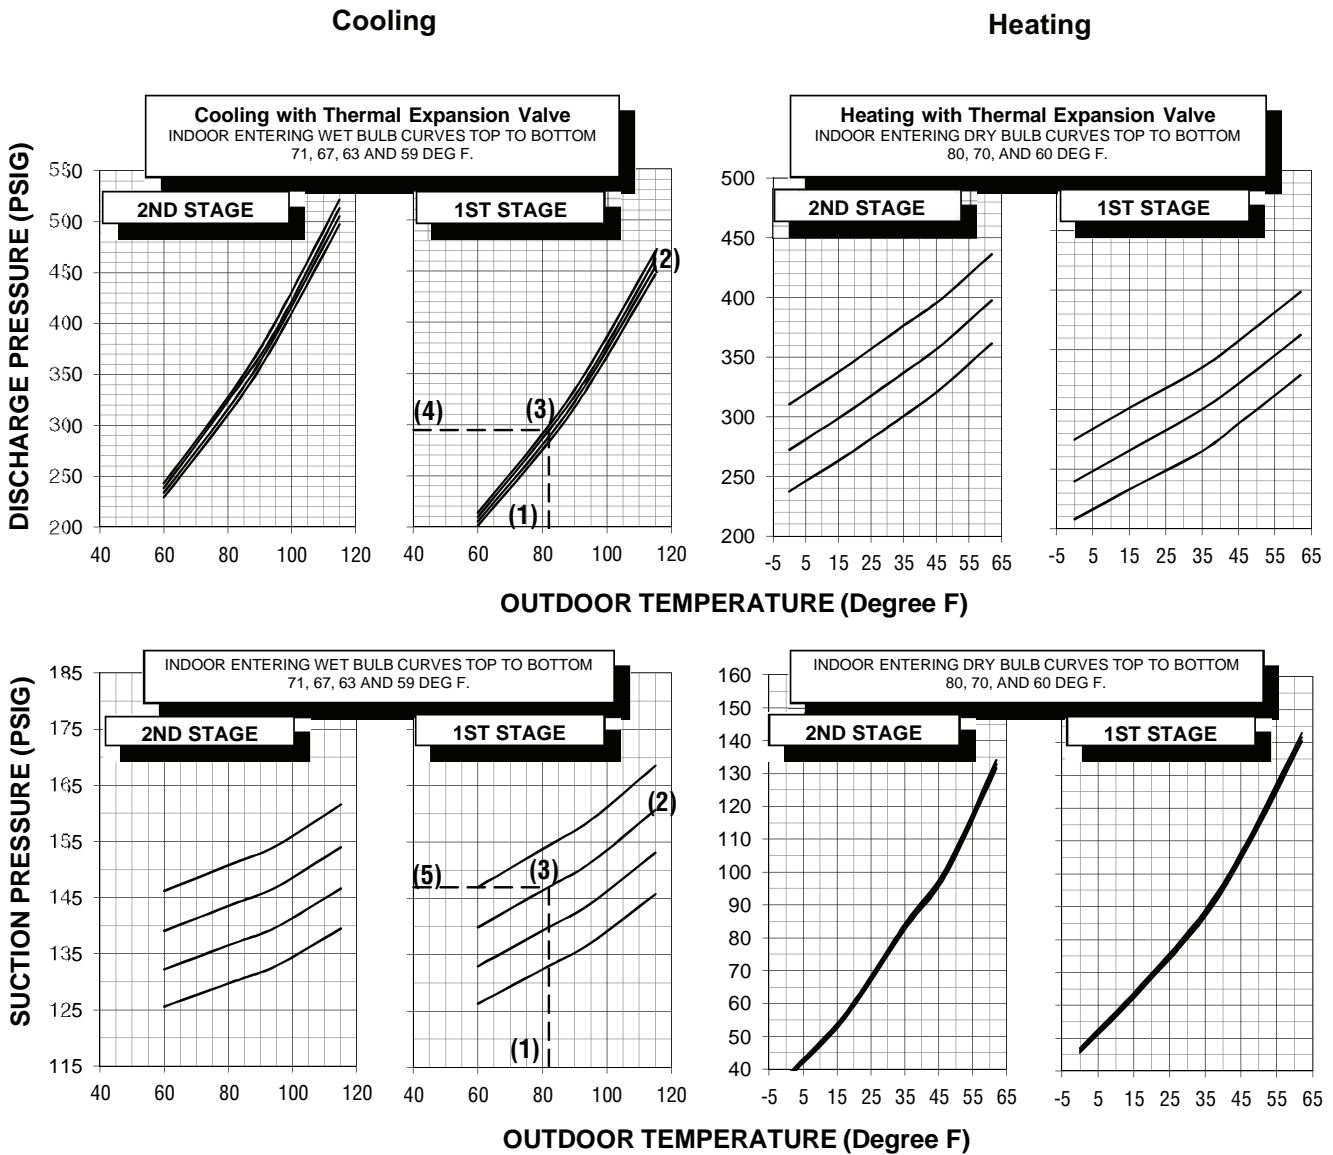 Cooling
Heating
Cooling with Thermal Expansion Valve
INDOOR ENTERING WET BULB CURVES TOP TO BOTTOM
71, 67, 63 AND 59 DEG F.
Heating with Thermal Expansion Valve
INDOOR ENTERING DRY BULB CURVES TOP TO BOTTOM
80, 70, AND 60 DEG F.
DISCHARGE PRESSURE (PSIG)
550
500
450
400
350
300
250
200
2ND STAGE
40 60 80 100 120
1ST STAGE
(2)
(4)
(3)
(1)
40 60 80 100 120
500
450
400
350
300
250
200
2ND STAGE
-5 5 15 25 35 45 55 65
1ST STAGE
-5 5 15 25 35 45 55 65
OUTDOOR TEMPERATURE (Degree F)
INDOOR ENTERING WET BULB CURVES TOP TO BOTTOM
71, 67, 63 AND 59 DEG F.
INDOOR ENTERING DRY BULB CURVES TOP TO BOTTOM
80, 70, AND 60 DEG F.
SUCTION PRESSURE (PSIG)
185
175
165
155
145
135
125
115
2ND STAGE
40 60 80 100 120
1ST STAGE
(2)
(5)
(3)
(1)
40 60 80 100 120
160
150
140
130
120
110
100
90
80
70
60
50
40
2ND STAGE
-5 5 15 25 35 45 55 65
1ST STAGE
-5 5 15 25 35 45 55 65
OUTDOOR TEMPERATURE (Degree F)